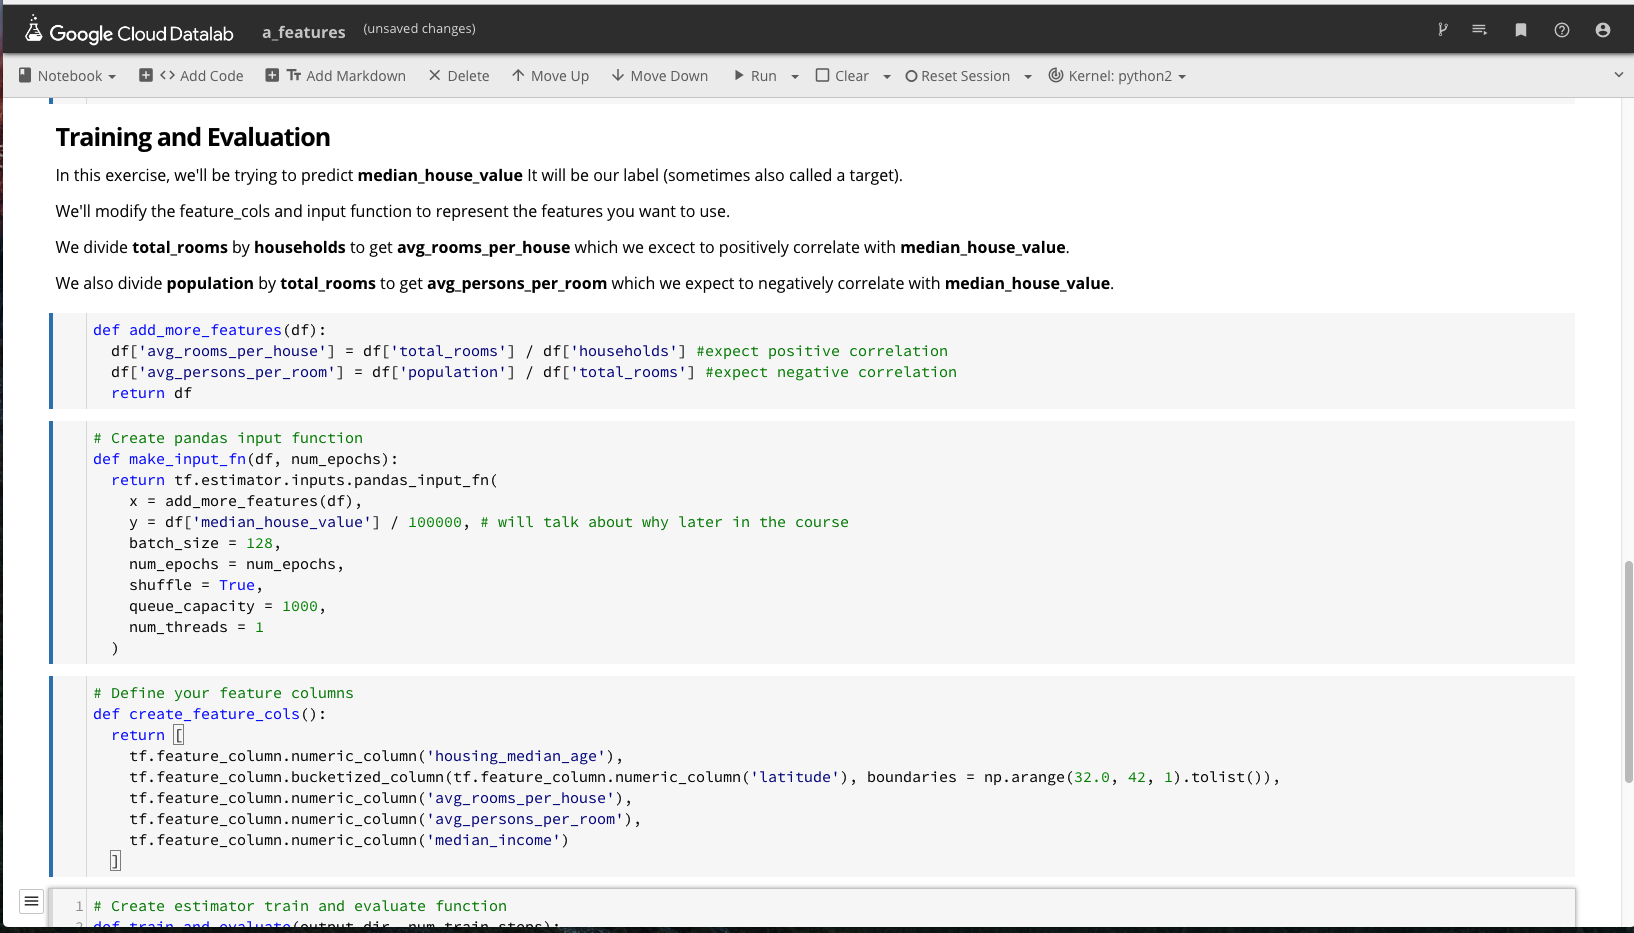 Google Cloud Datalab a_features (unsaved changes)
Notebook <> Add Code Tт Add Markdown Delete Move Up Move Down Run Clear Reset Session Kernel: python2
Training and Evaluation
In this exercise, we'll be trying to predict median_house_value It will be our label (sometimes also called a target).
We'll modify the feature_cols and input function to represent the features you want to use.
We divide total_rooms by households to get avg_rooms_per_house which we excect to positively correlate with median_house_value.
We also divide population by total_rooms to get avg_persons_per_room which we expect to negatively correlate with median_house_value.
def add_more_features(df):
df['avg_rooms_per_house'] = df['total_rooms'] / df['households'] #expect positive correlation
df['avg_persons_per_room'] = df['population'] / df['total_rooms'] #expect negative correlation
return df
# Create pandas input function
def make_input_fn(df, num_epochs):
return tf.estimator.inputs.pandas_input_fn(
x = add_more_features(df),
y = df['median_house_value'] / 100000, # will talk about why later in the course
batch_size = 128,
num_epochs = num_epochs,
shuffle = True,
queue_capacity = 1000,
num_threads = 1
)
# Define your feature columns
def create_feature_cols():
return [
tf.feature_column.numeric_column('housing_median_age'),
tf.feature_column.bucketized_column(tf.feature_column.numeric_column('latitude'), boundaries = np.arange(32.0, 42, 1).tolist()),
tf.feature_column.numeric_column('avg_rooms_per_house'),
tf.feature_column.numeric_column('avg_persons_per_room'),
tf.feature_column.numeric_column('median_income')
]
1 # Create estimator train and evaluate function
2 def train_and_evaluate(output_dir, num_train_steps):